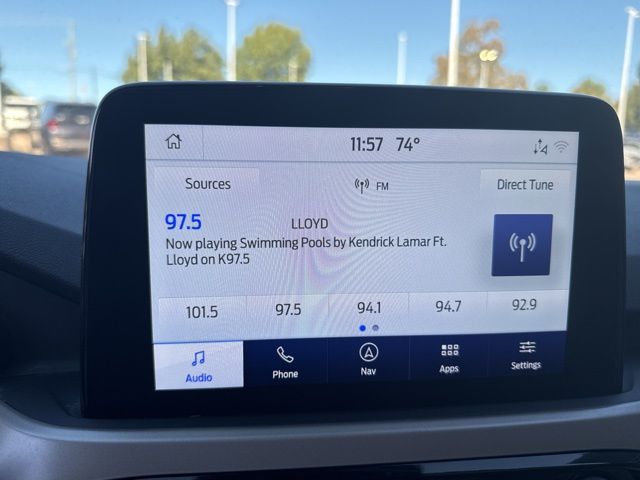 11:57 74°
Sources FM Direct Tune
97.5 LLOYD
Now playing Swimming Pools by Kendrick Lamar Ft.
Lloyd on K97.5
101.5 97.5 94.1 94.7 92.9
Audio Phone Nav Apps Settings